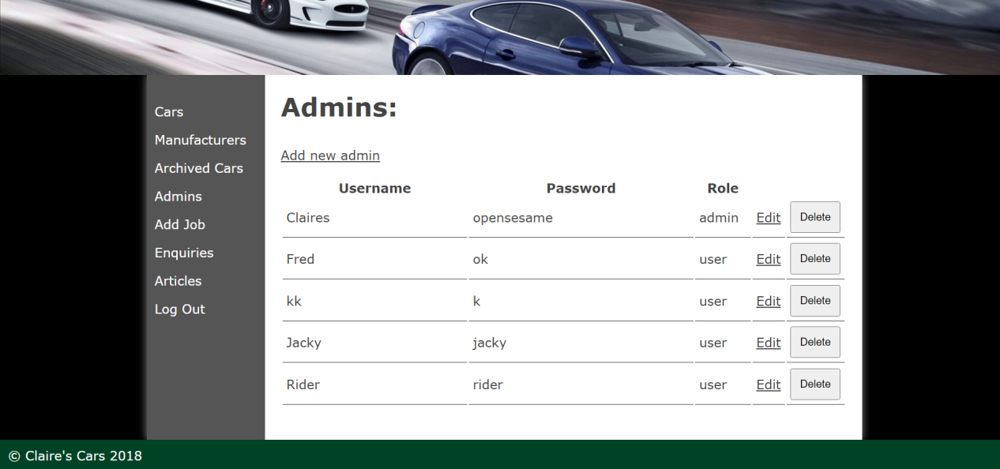 Cars
Manufacturers
Archived Cars
Admins
Add Job
Enquiries
Articles
Log Out
Admins:
Add new admin
Username Password Role
Claires opensesame admin Edit Delete
Fred ok user Edit Delete
kk k user Edit Delete
Jacky jacky user Edit Delete
Rider rider user Edit Delete
© Claire's Cars 2018